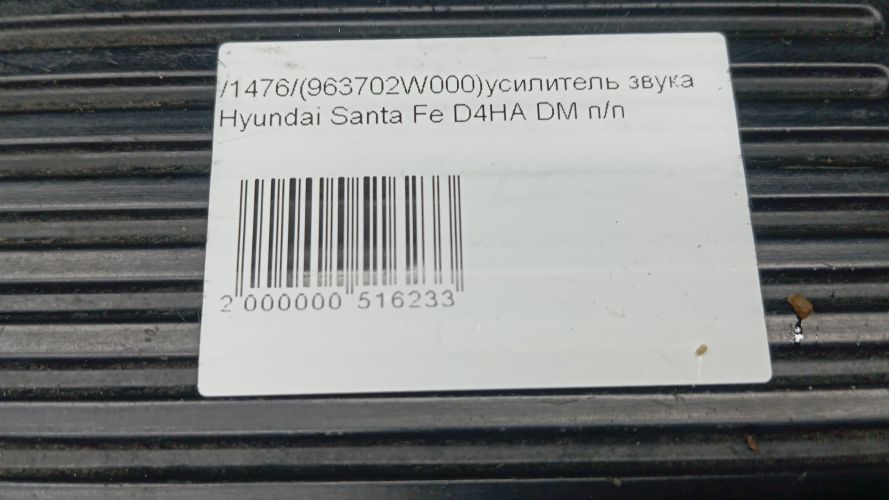 /1476/(963702W000)усилитель звука
Hyundai Santa Fe D4HA DM п/п
2 000000 516233